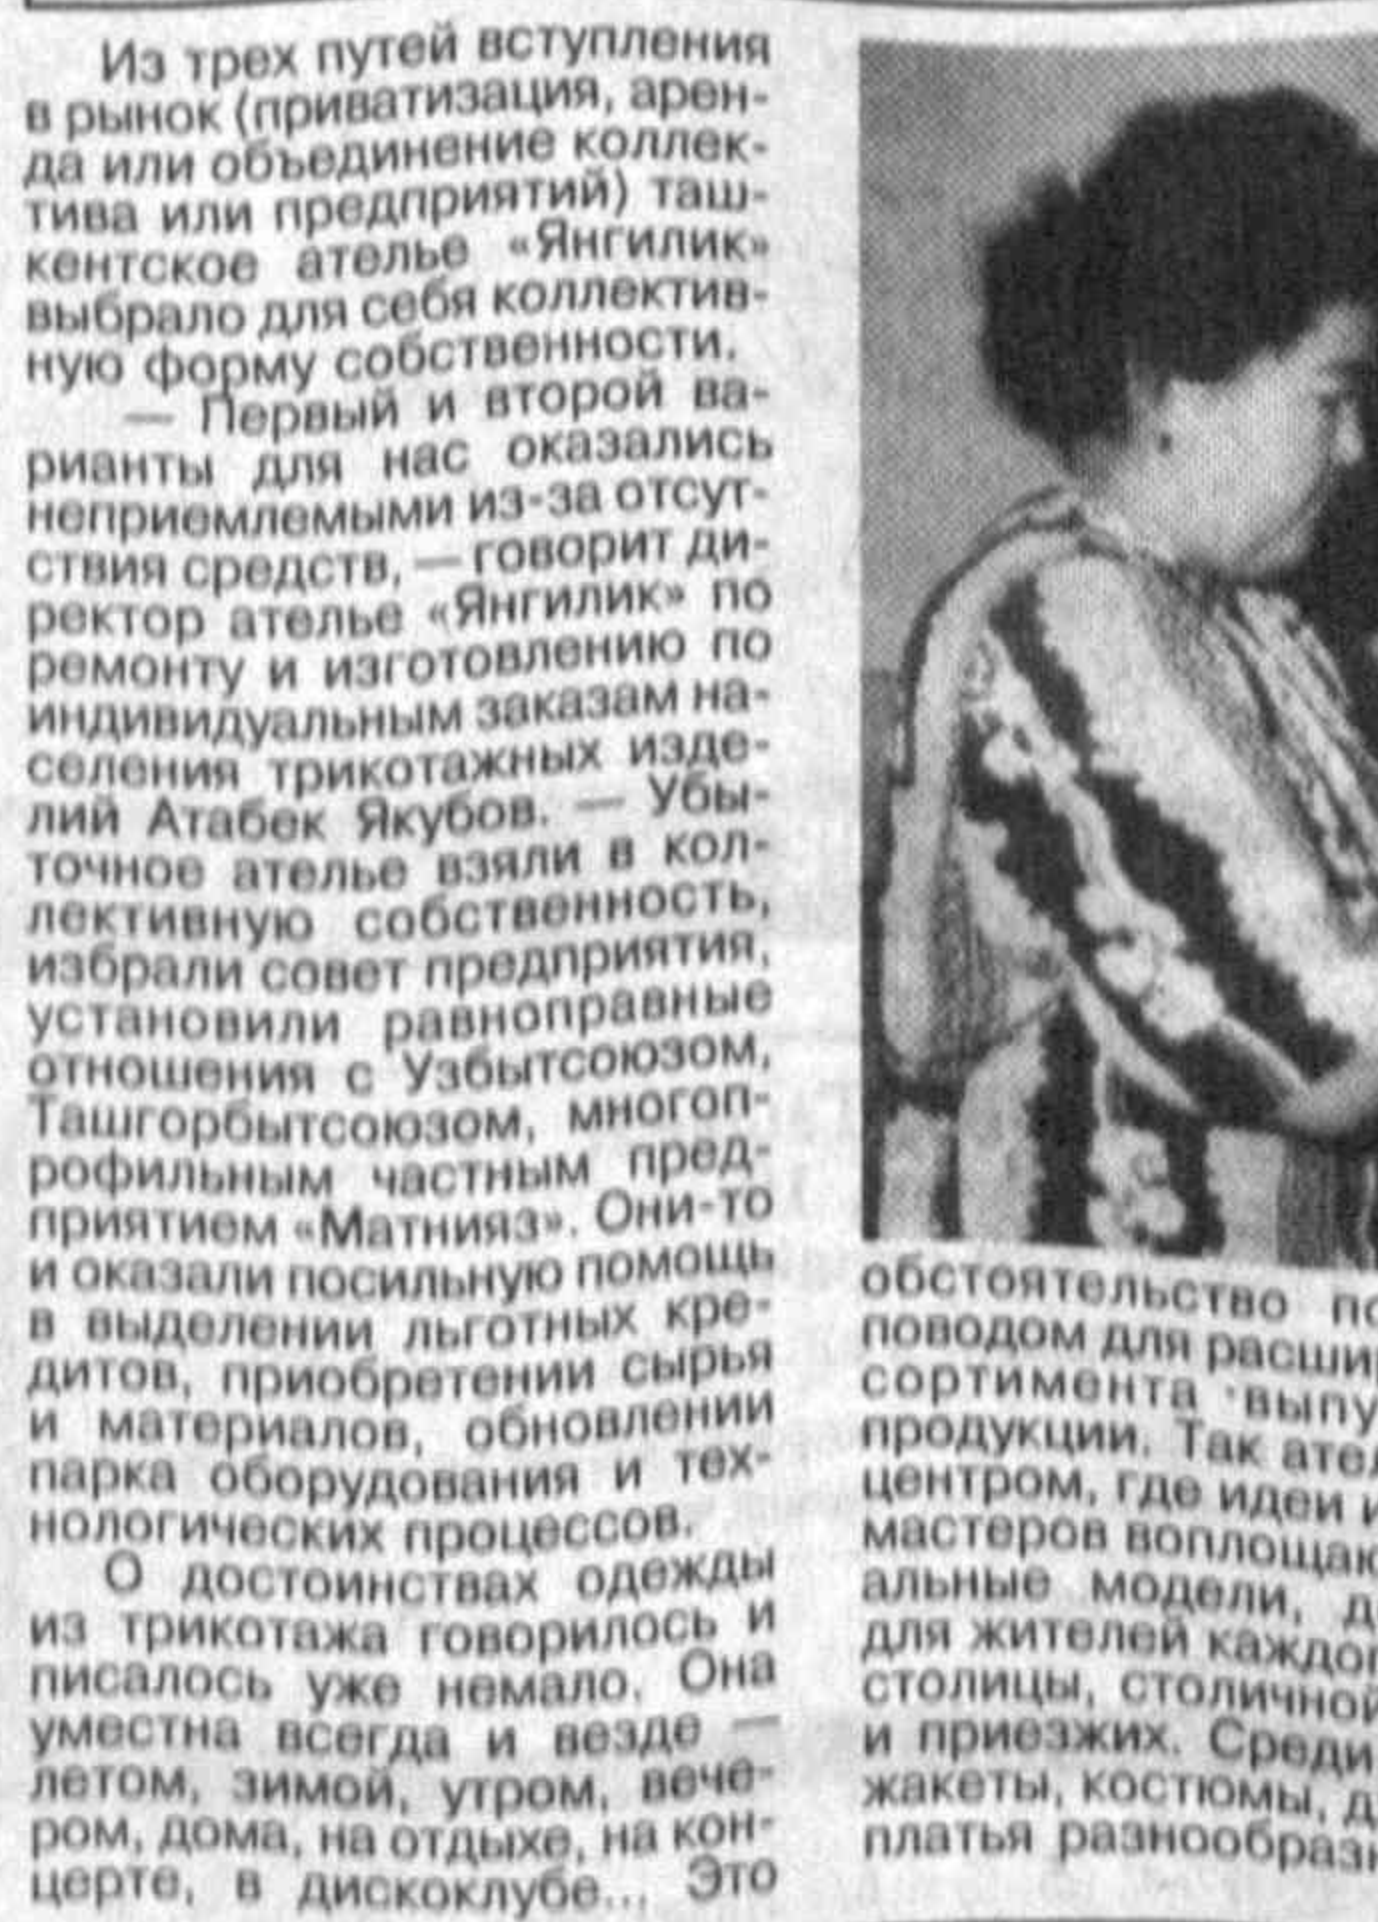 Из трех путей вступления
в рынок (приватизация, арен-
да или объединение коллек-
тива или предприятий) таш-
кентское ателье «Янгилик»
выбрало для себя коллектив-
ную форму собственности.
— Первый и второй ва-
рианты для нас оказались
неприемлемыми из-за отсут-
ствия средств, — говорит ди-
ректор ателье «Янгилик» по
ремонту и изготовлению по
индивидуальным заказам на-
селения трикотажных изде-
лий Атабек Якубов. — Убы-
точное ателье взяли в кол-
лективную собственность,
избрали совет предприятия,
установили равноправные
отношения с Узбытсоюзом,
Ташгорбытсоюзом, многоп-
рофильным частным пред-
приятием «Матнияз». Они-то
и оказали посильную помощь
в выделении льготных кре-
дитов, приобретении сырья
и материалов, обновлении
парка оборудования и тех-
нологических процессов.
О достоинствах одежды
из трикотажа говорилось и
писалось уже немало. Она
уместна всегда и везде —
летом, зимой, утром, вече-
ром, дома, на отдыхе, на кон-
церте, в дискоклубе... Это
обстоятельство
поводом для
сортимента
продукции. Так
центром, где идеи
мастеров
альные модели,
для жителей
столицы,
и приезжих. Среди
жакеты, костюмы,
платья